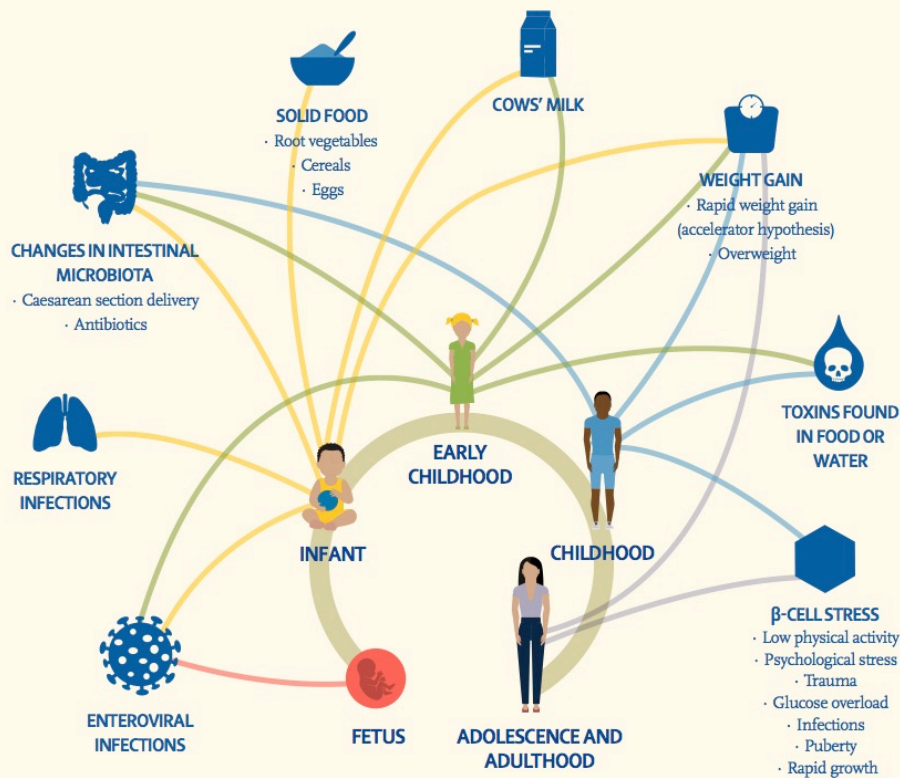 SOLID FOOD
· Root vegetables
· Cereals
· Eggs
COWS' MILK
WEIGHT GAIN
· Rapid weight gain
(accelerator hypothesis)
· Overweight
CHANGES IN INTESTINAL
MICROBIOTA
· Caesarean section delivery
· Antibiotics
TOXINS FOUND
IN FOOD OR
WATER
RESPIRATORY
INFECTIONS
EARLY
CHILDHOOD
INFANT
CHILDHOOD
β-CELL STRESS
· Low physical activity
· Psychological stress
· Trauma
· Glucose overload
· Infections
· Puberty
· Rapid growth
ENTEROVIRAL
INFECTIONS
FETUS
ADOLESCENCE AND
ADULTHOOD